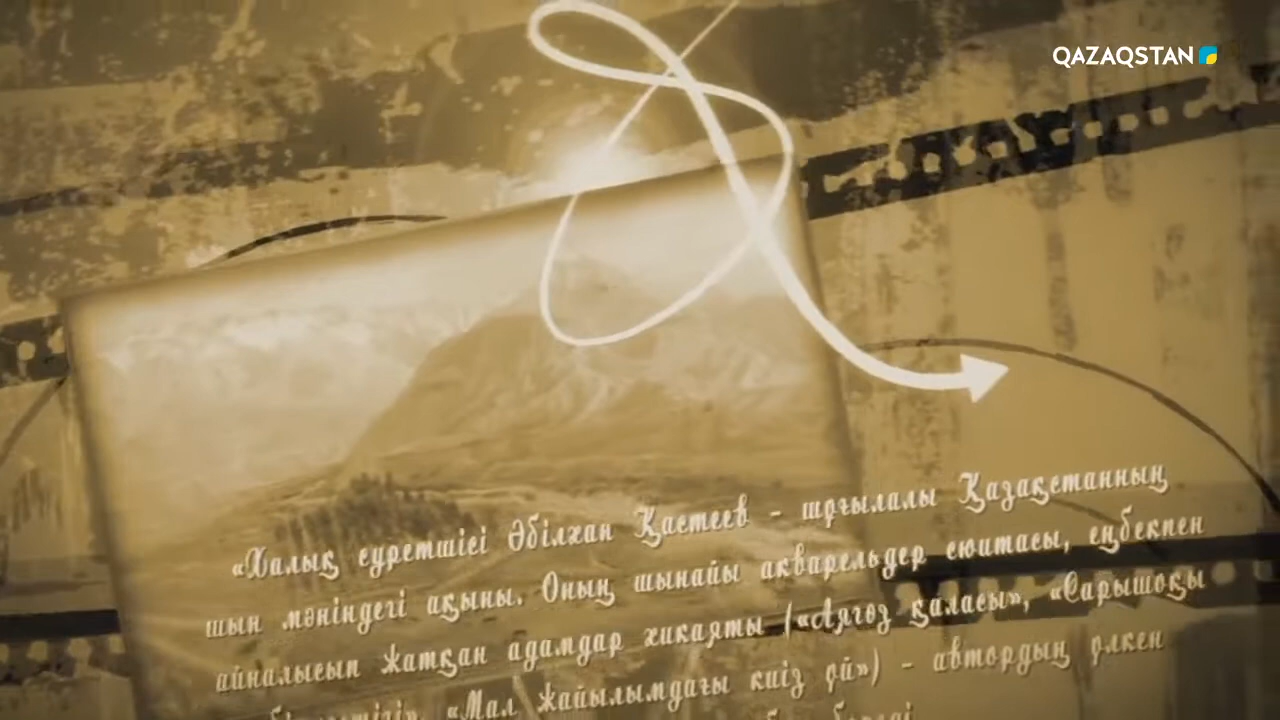 QAZAQSTAN
«Халық суретшісі Әбілхан Қастеев – шұғылалы Қазақстанның
шын мәніндегі ақыны. Оның шынайы акварельдер сюитасы, еңбекпен
айналысып жатқан адамдар хикаяты («Аягөз қаласы», «Сарышоқы
«Мал жайылымдағы киіз үй») – автордың үлкен